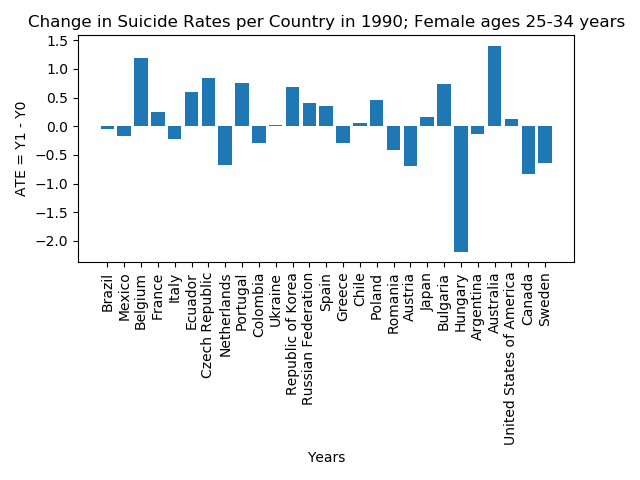 Change in Suicide Rates per Country in 1990; Female ages 25-34 years
ATE = Y1 - Y0
1.5
1.0
0.5
0.0
−0.5
−1.0
−1.5
−2.0
Brazil
Mexico
Belgium
France
Italy
Ecuador
Czech Republic
Netherlands
Portugal
Colombia
Ukraine
Republic of Korea
Russian Federation
Spain
Greece
Chile
Poland
Romania
Austria
Japan
Bulgaria
Hungary
Argentina
Australia
United States of America
Canada
Sweden
Years